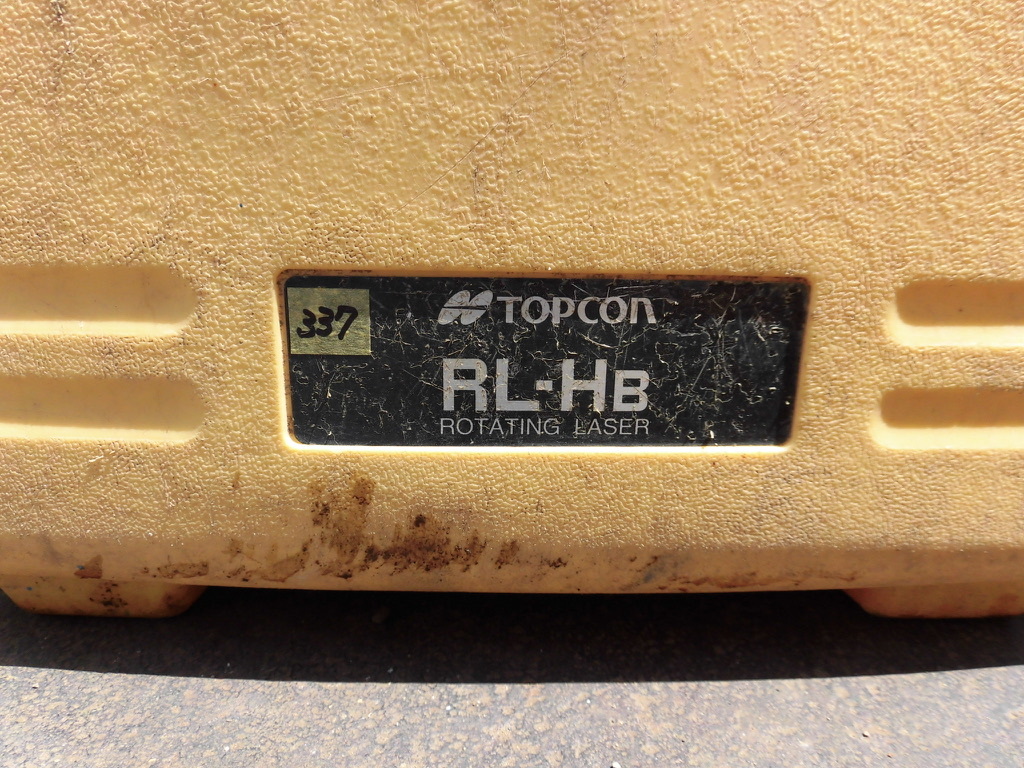 337
TOPCON
RL-HB
ROTATING LASER